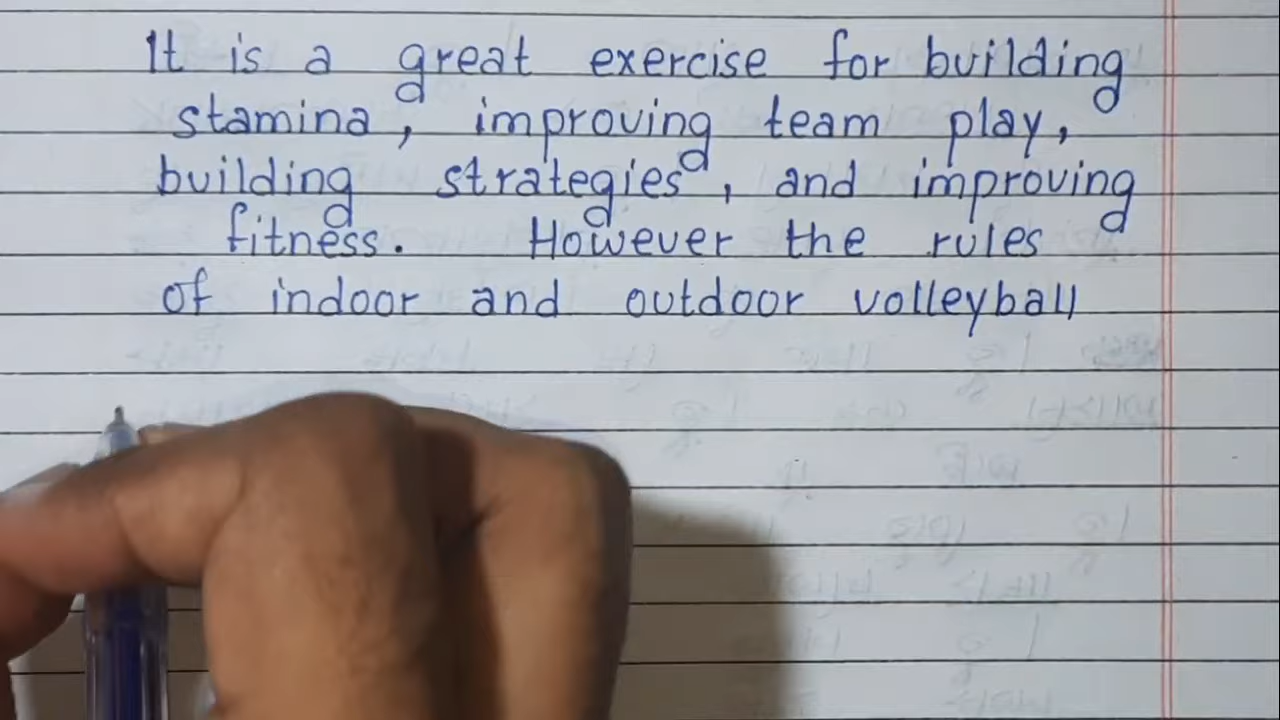 It is a great exercise for building
stamina, improving team play,
building strategies, and improving
fitness. However the rules
of indoor and outdoor volleyball